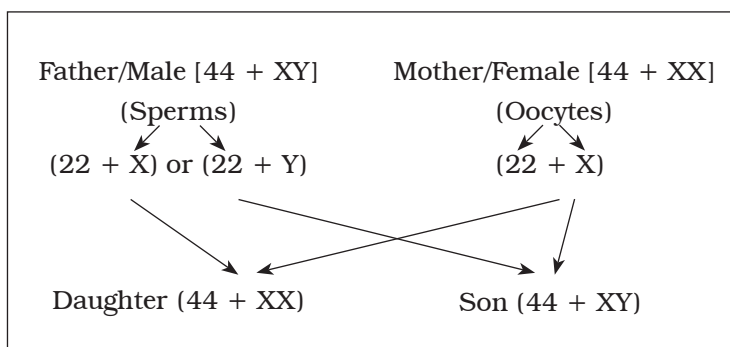 Father/Male [44 + XY] Mother/Female [44 + XX]
(Sperms) (Oocytes)
(22 + X) or (22 + Y) (22 + X)
Daughter (44 + XX) Son (44 + XY)